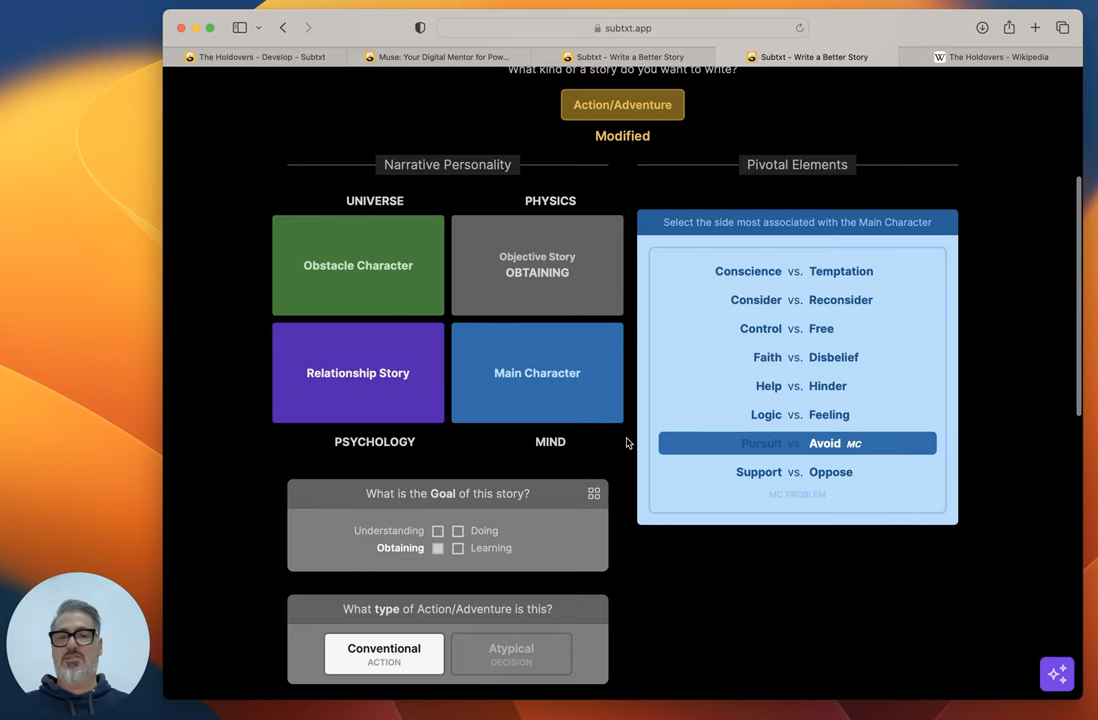 subtxt.app
The Holdovers - Develop - Subtxt
Muse: Your Digital Mentor for Pow...
Subtxt - Write a Better Story
Subtxt - Write a Better Story
W The Holdovers - Wikipedia
What kind of a story do you want to write?
Action/Adventure
Modified
Narrative Personality
UNIVERSE PHYSICS
Obstacle Character
Objective Story
OBTAINING
Relationship Story
Main Character
PSYCHOLOGY MIND
What is the Goal of this story?
Understanding Doing
Obtaining Learning
What type of Action/Adventure is this?
Conventional
ACTION
Atypical
DECISION
Pivotal Elements
Select the side most associated with the Main Character
Conscience vs. Temptation
Consider vs. Reconsider
Control vs. Free
Faith vs. Disbelief
Help vs. Hinder
Logic vs. Feeling
Pursuit vs. Avoid MC
Support vs. Oppose
MC PROBLEM